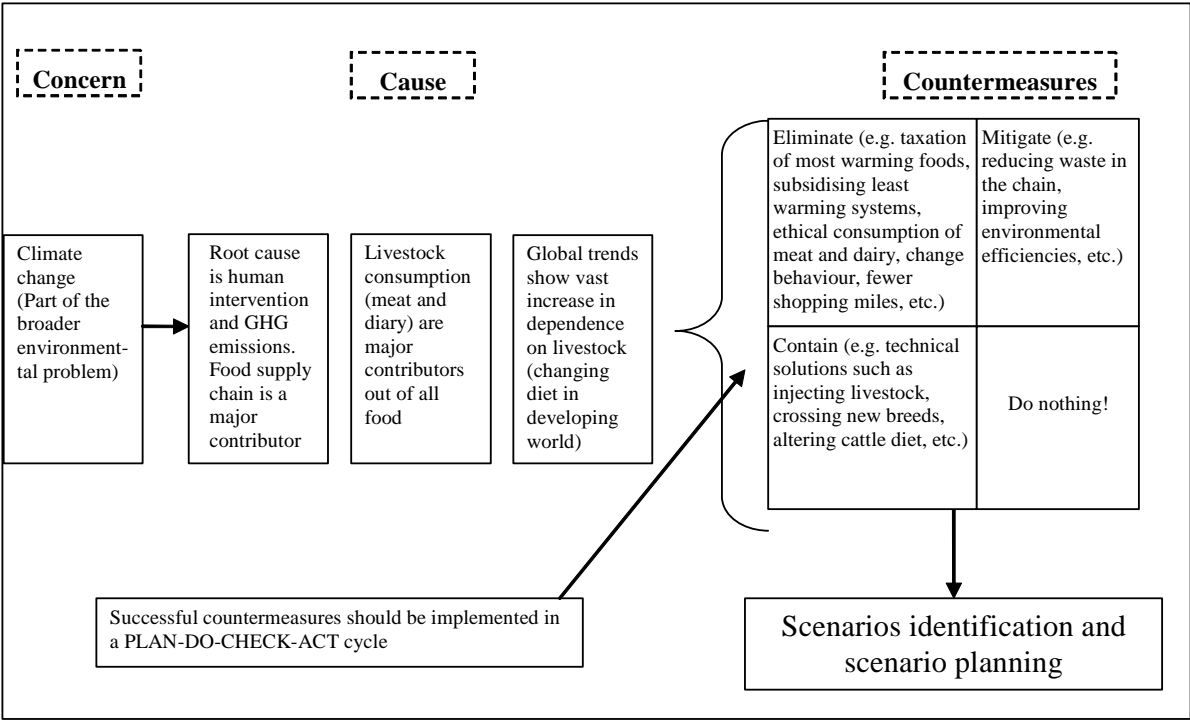 Concern
Cause
Countermeasures
Climate
change
(Part of the
broader
environmen-
tal problem)
Root cause
is human
intervention
and GHG
emissions.
Food supply
chain is a
major
contributor
Livestock
consumption
(meat and
diary) are
major
contributors
out of all
food
Global trends
show vast
increase in
dependence
on livestock
(changing
diet in
developing
world)
Eliminate (e.g. taxation
of most warming foods,
subsidising least
warming systems,
ethical consumption of
meat and dairy, change
behaviour, fewer
shopping miles, etc.)
Mitigate (e.g.
reducing waste in
the chain,
improving
environmental
efficiencies, etc.)
Contain (e.g. technical
solutions such as
injecting livestock,
crossing new breeds,
altering cattle diet, etc.)
Do nothing!
Successful countermeasures should be implemented in
a PLAN-DO-CHECK-ACT cycle
Scenarios identification and
scenario planning